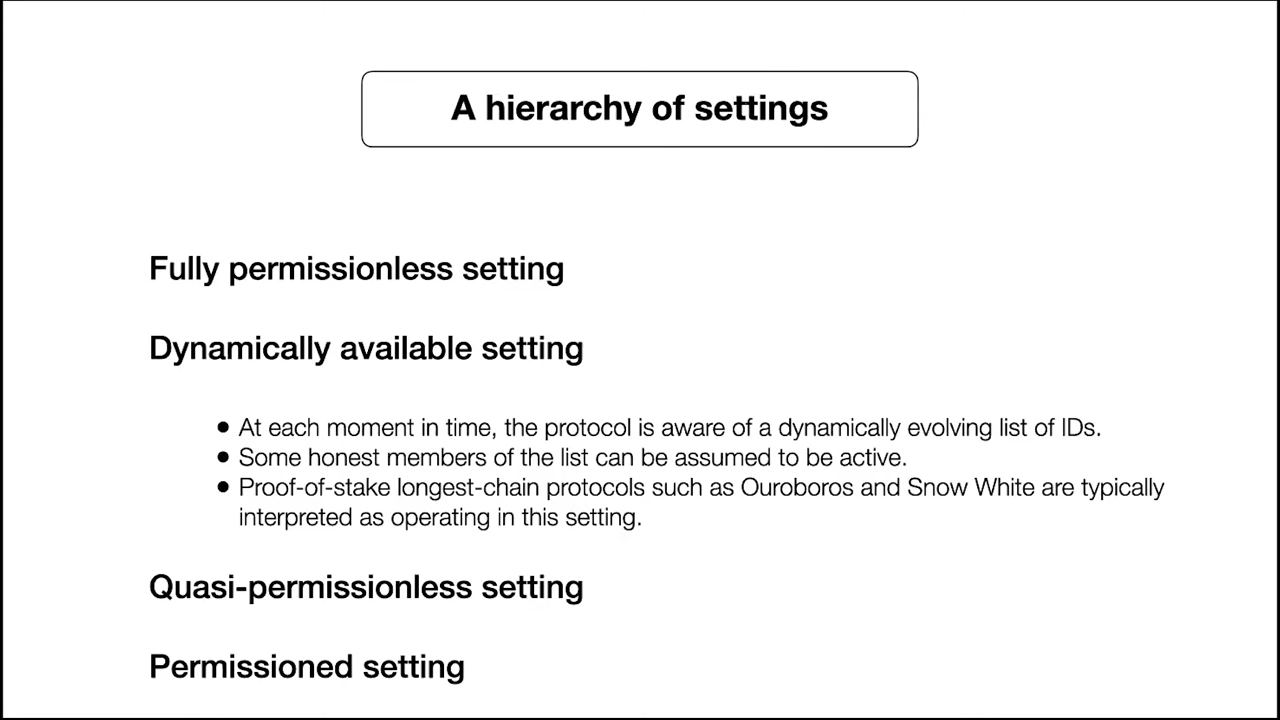 A hierarchy of settings
Fully permissionless setting
Dynamically available setting
● At each moment in time, the protocol is aware of a dynamically evolving list of IDs.
● Some honest members of the list can be assumed to be active.
● Proof-of-stake longest-chain protocols such as Ouroboros and Snow White are typically
interpreted as operating in this setting.
Quasi-permissionless setting
Permissioned setting